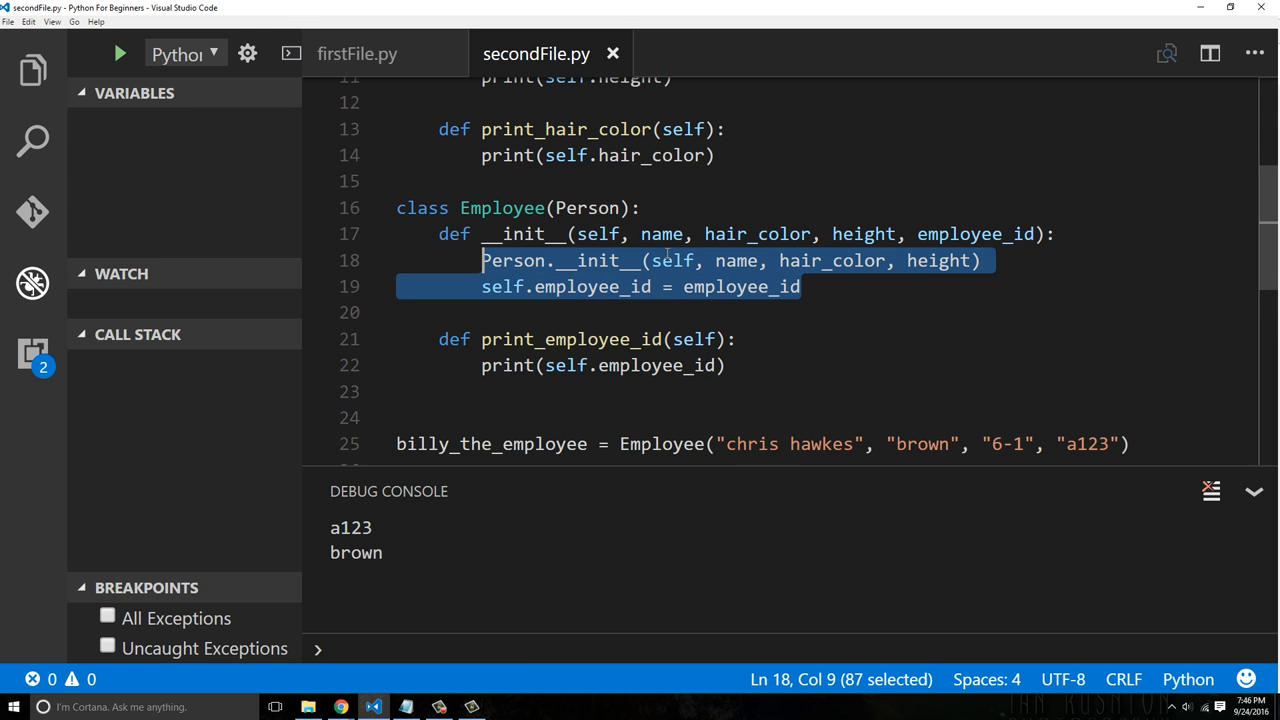 secondFile.py - Python For Beginners - Visual Studio Code
File Edit View Go Help
Pythor firstFile.py secondFile.py
VARIABLES
WATCH
CALL STACK
BREAKPOINTS
All Exceptions
Uncaught Exceptions
2
11 print(self.height)
12
13 def print_hair_color(self):
14 print(self.hair_color)
15
16 class Employee(Person):
17 def __init__(self, name, hair_color, height, employee_id):
18 Person.__init__(self, name, hair_color, height)
19 self.employee_id = employee_id
20
21 def print_employee_id(self):
22 print(self.employee_id)
23
24
25 billy_the_employee = Employee("chris hawkes", "brown", "6-1", "a123")
DEBUG CONSOLE
a123
brown
0 0 Ln 18, Col 9 (87 selected) Spaces: 4 UTF-8 CRLF Python
I'm Cortana. Ask me anything.
7:46 PM
9/24/2016